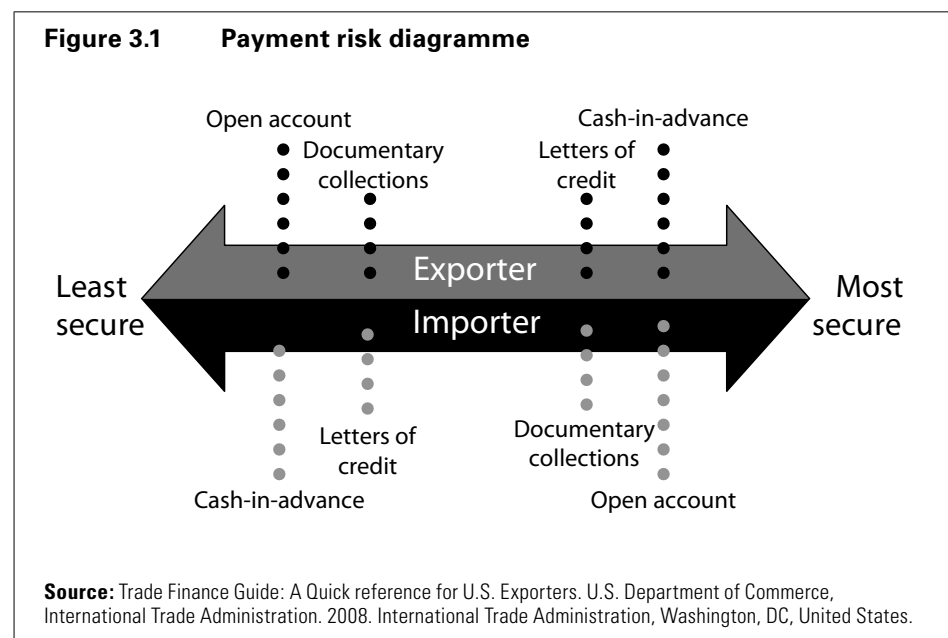 Figure 3.1 Payment risk diagramme
Open account
Cash-in-advance
Documentary
collections
Letters of
credit
Exporter
Least
secure
Most
secure
Importer
Letters of
credit
Documentary
collections
Cash-in-advance
Open account
Source: Trade Finance Guide: A Quick reference for U.S. Exporters. U.S. Department of Commerce,
International Trade Administration. 2008. International Trade Administration, Washington, DC, United States.